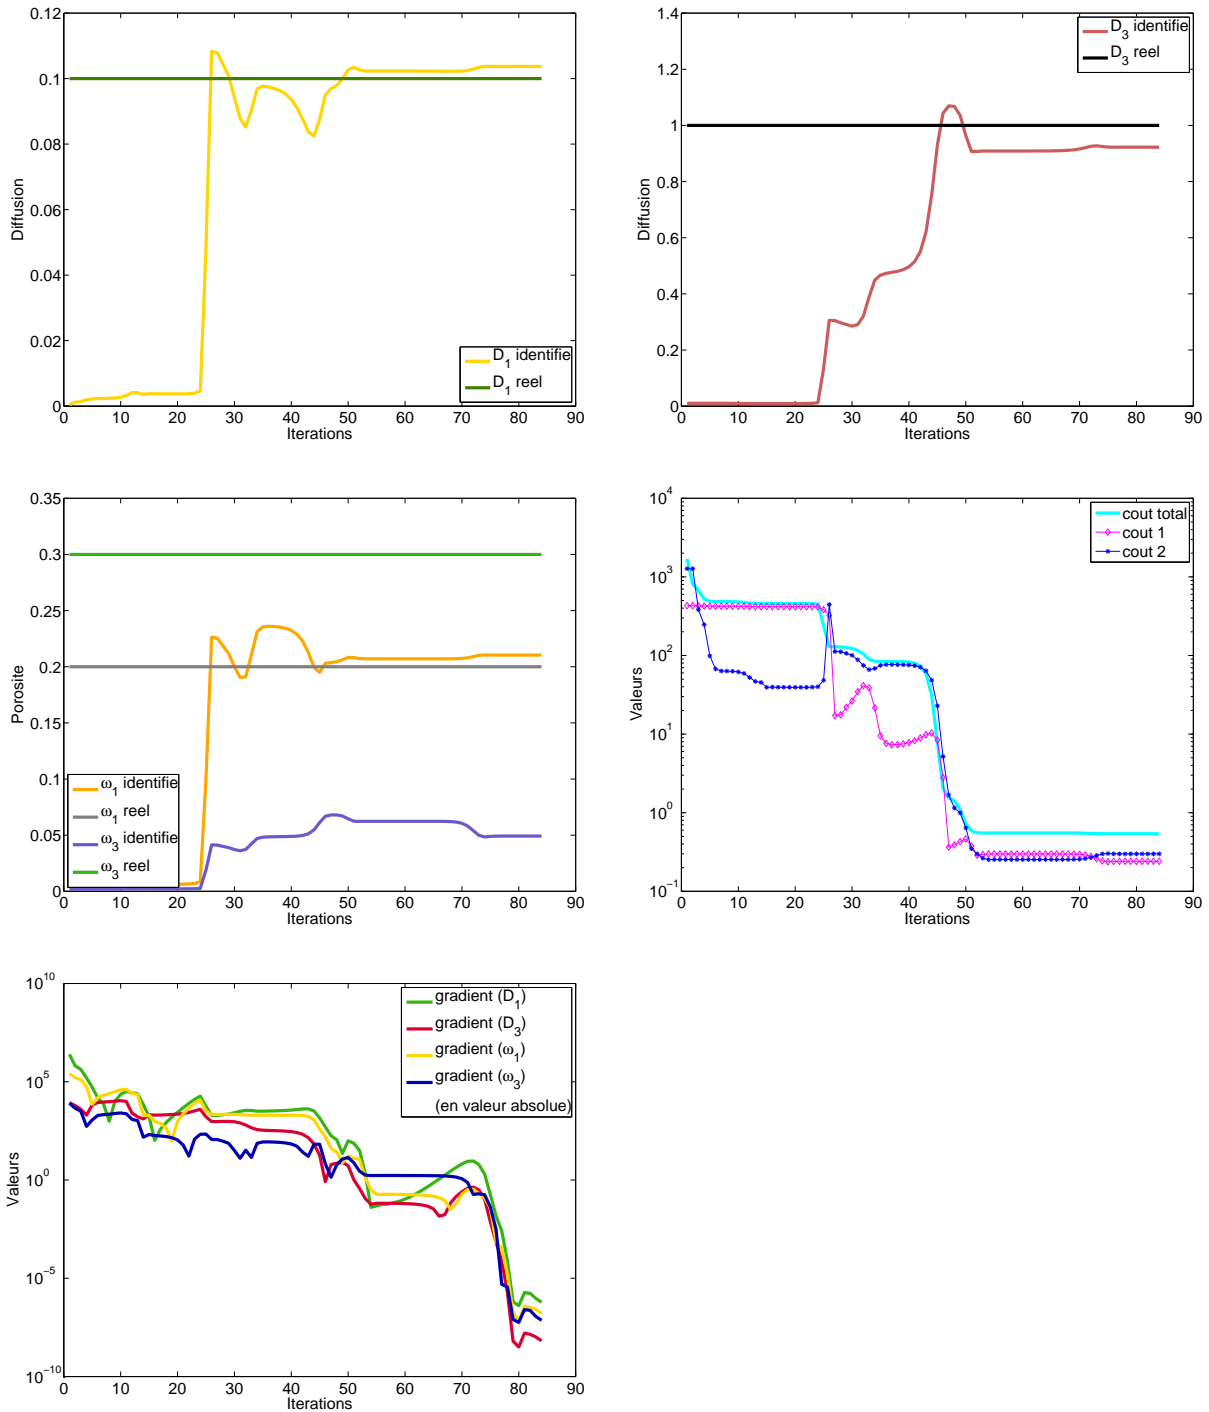 0.12
0.1
0.08
0.06
0.04
0.02
0
Diffusion
0 10 20 30 40 50 60 70 80 90
Iterations
D1 identifie
D1 reel
1.4
1.2
1
0.8
0.6
0.4
0.2
0
Diffusion
0 10 20 30 40 50 60 70 80 90
Iterations
D3 identifie
D3 reel
0.35
0.3
0.25
0.2
0.15
0.1
0.05
0
Porosite
0 10 20 30 40 50 60 70 80 90
Iterations
ω1 identifie
ω1 reel
ω3 identifie
ω3 reel
10^4
10^3
10^2
10^1
10^0
10^−1
Valeurs
0 10 20 30 40 50 60 70 80 90
Iterations
cout total
cout 1
cout 2
10^10
10^5
10^0
10^−5
10^−10
Valeurs
0 10 20 30 40 50 60 70 80 90
Iterations
gradient (D1)
gradient (D3)
gradient (ω1)
gradient (ω3)
(en valeur absolue)